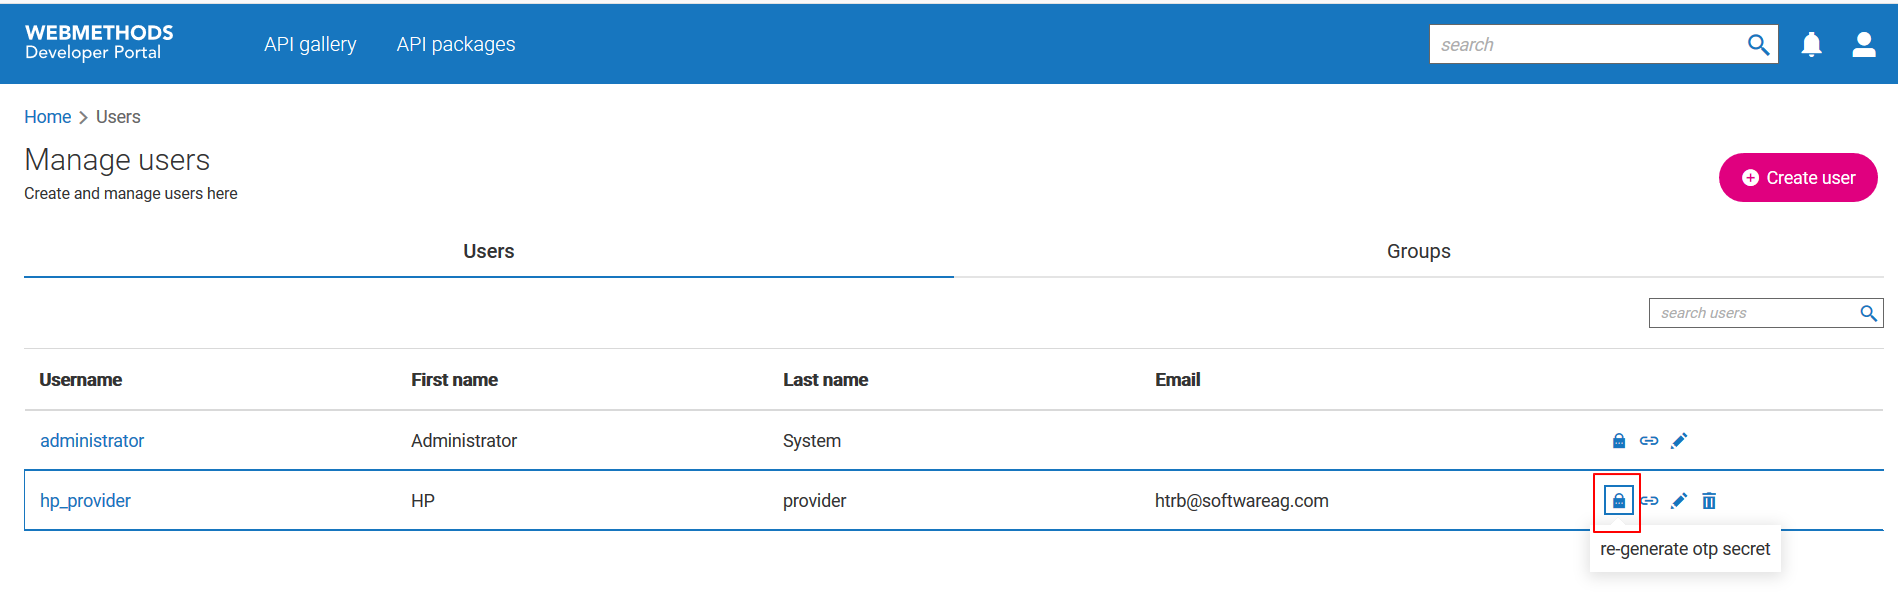 WEBMETHODS
Developer Portal
API gallery
API packages
search
Home > Users
Manage users
Create and manage users here
Create user
Users
Groups
search users
Username First name Last name Email
administrator Administrator System
hp_provider HP provider htrb@softwareag.com
re-generate otp secret